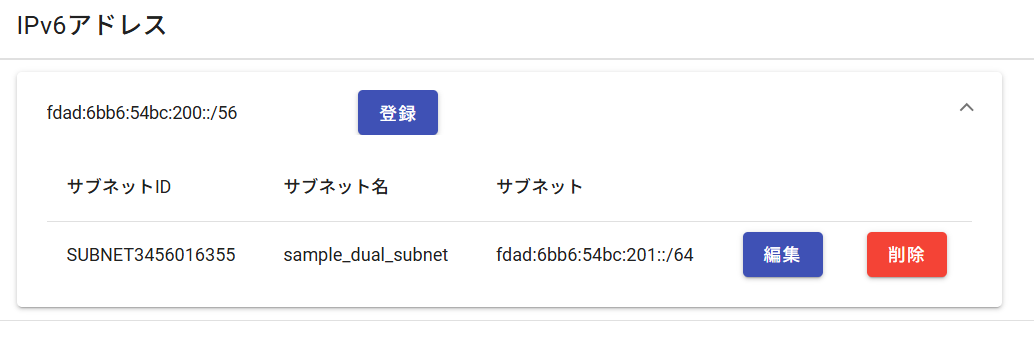 IPv6アドレス
fdad:6bb6:54bc:200::/56 登録
サブネットID サブネット名 サブネット
SUBNET3456016355 sample_dual_subnet fdad:6bb6:54bc:201::/64 編集 削除